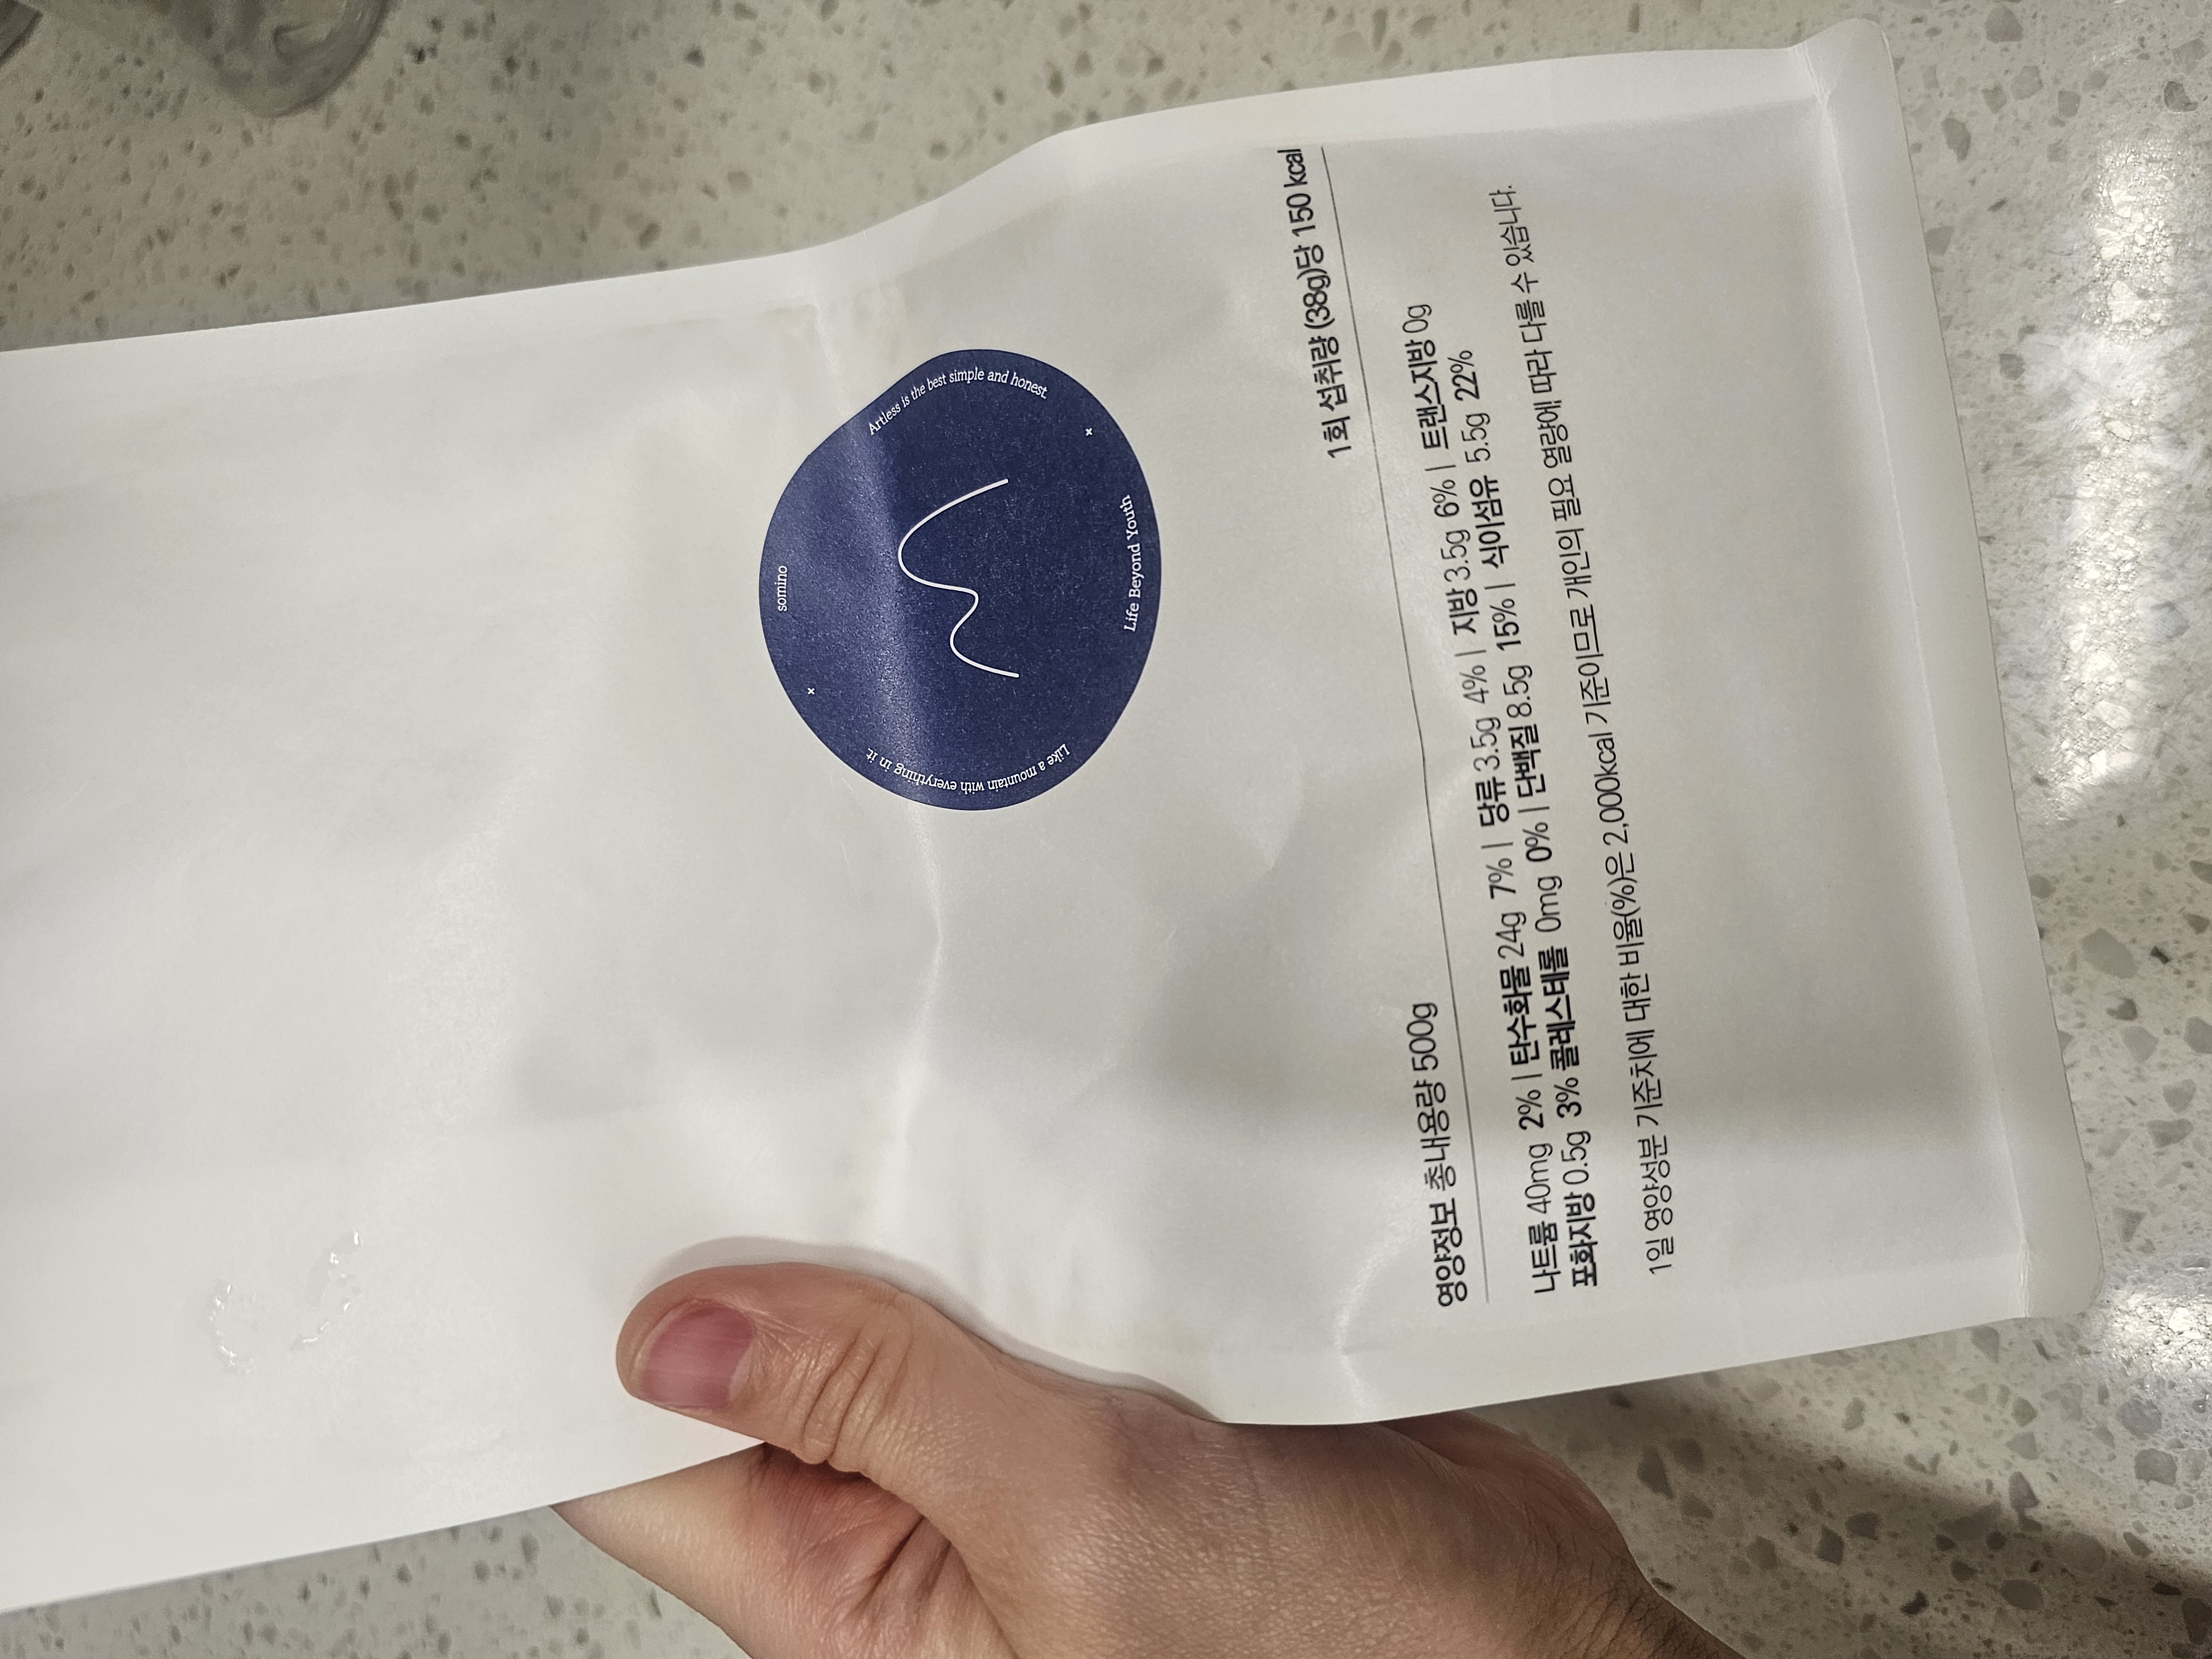 somino
Artless is the best simple and honest.
Life Beyond Youth
Like a mountain with everything in it.
영양정보 총내용량 500g 1회 섭취량 (38g)당 150 kcal
나트륨 40mg 2% | 탄수화물 24g 7% | 당류 3.5g 4% | 지방 3.5g 6% | 트랜스지방 0g
포화지방 0.5g 3% 콜레스테롤 0mg 0% | 단백질 8.5g 15% | 식이섬유 5.5g 22%
1일 영양성분 기준치에 대한 비율(%)은 2,000kcal 기준이므로 개인의 필요 열량에 따라 다를 수 있습니다.